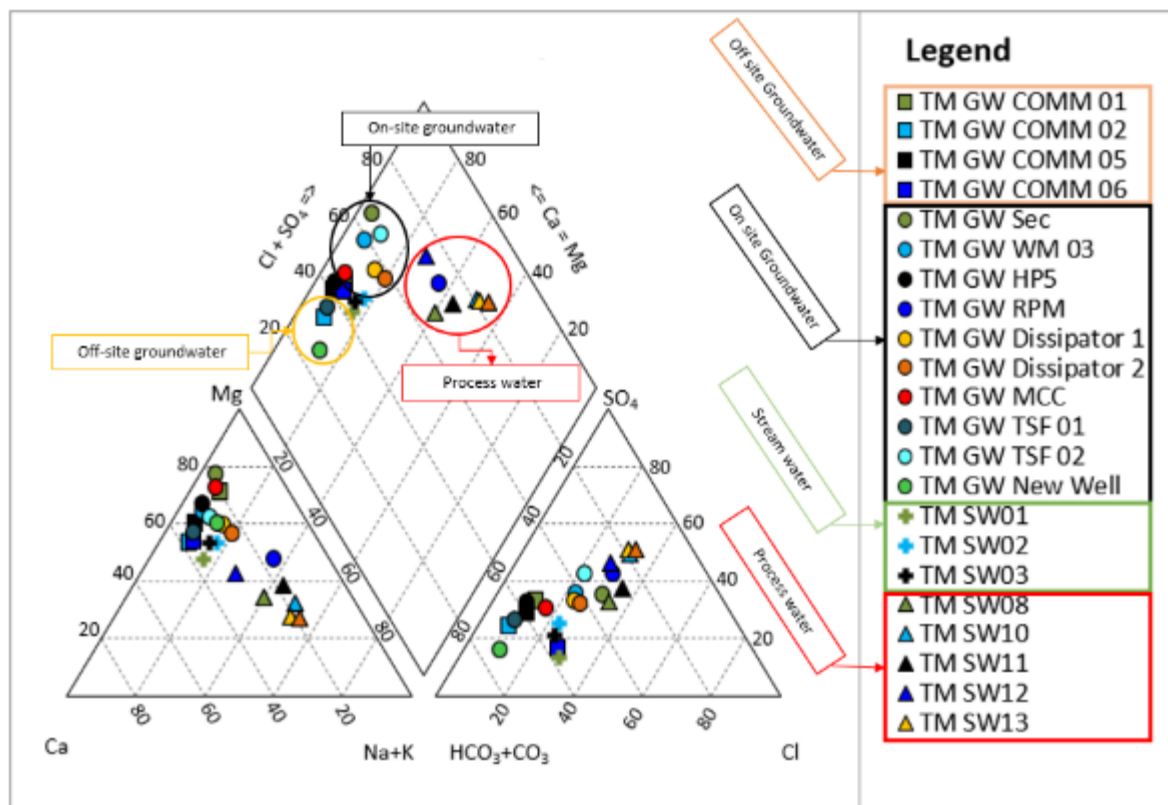 Legend
Off site Groundwater
TM GW COMM 01
TM GW COMM 02
TM GW COMM 05
TM GW COMM 06
On site Groundwater
TM GW Sec
TM GW WM 03
TM GW HP5
TM GW RPM
TM GW Dissipator 1
TM GW Dissipator 2
TM GW MCC
TM GW TSF 01
TM GW TSF 02
TM GW New Well
Stream water
TM SW01
TM SW02
TM SW03
Process water
TM SW08
TM SW10
TM SW11
TM SW12
TM SW13
On-site groundwater
80 80
Cl + SO₄ =>
<= Ca = Mg
60 60
40 40
20 20
Off-site groundwater
Process water
Mg SO₄
80 20 20 80
60 40 40 60
40 60 60 40
20 80 80 20
80 60 40 20 20 40 60 80
Ca Na+K HCO₃+CO₃ Cl